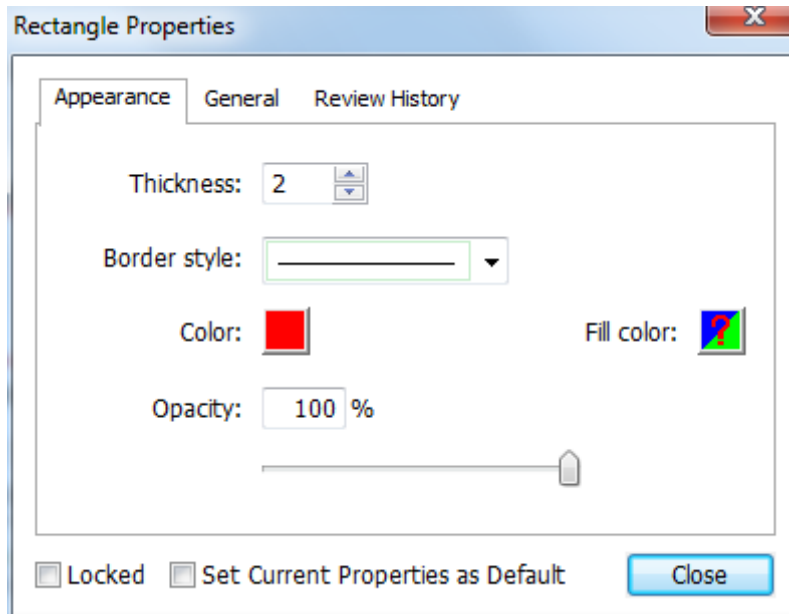 Rectangle Properties
Appearance General Review History
Thickness: 2
Border style:
Color: Fill color: ?
Opacity: 100 %
Locked Set Current Properties as Default Close